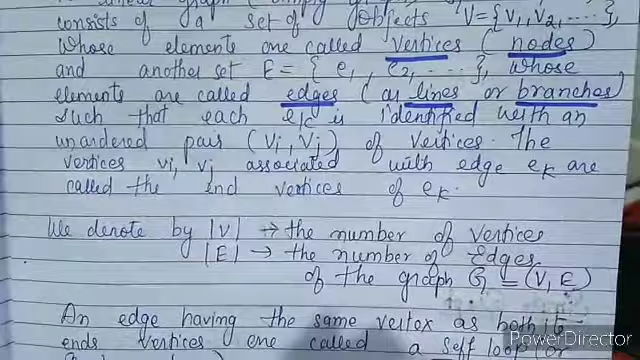 consists of a set of objects V = {v1, v2, .....},
whose elements are called vertices (nodes)
and another set E = { e1, e2, .....}, whose
elements are called edges (as lines or branches)
such that each ek is identified with an
unordered pair (Vi, Vj) of vertices. The
vertices vi, vj associated with edge ek are
called the end vertices of ek.
We denote by |V| → the number of vertices
|E| → the number of Edges
of the graph G = (V, E)
An edge having the same vertex as both it
ends vertices are called a self loop or
PowerDirector